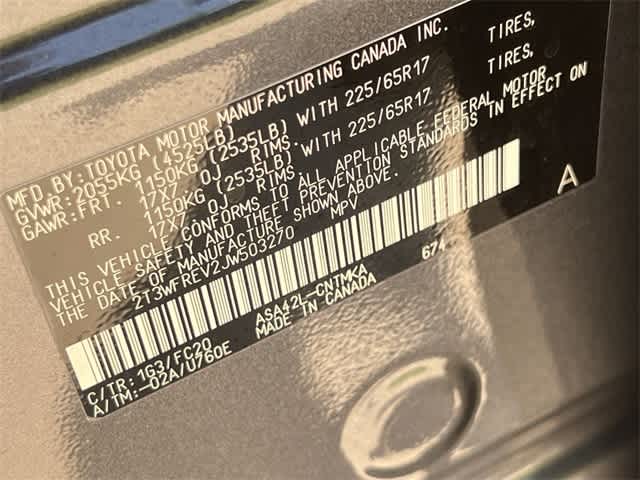 MFD. BY: TOYOTA MOTOR MANUFACTURING CANADA INC.
GVWR: 2055KG (4525LB)
GAWR: FRT. 1150KG (2535LB) WITH 225/65R17 TIRES,
17X7.0J RIMS.
RR. 1150KG (2535LB) WITH 225/65R17 TIRES,
17X7.0J RIMS.
THIS VEHICLE CONFORMS TO ALL APPLICABLE FEDERAL MOTOR
VEHICLE SAFETY AND THEFT PREVENTION STANDARDS IN EFFECT ON
THE DATE OF MANUFACTURE SHOWN ABOVE.
2T3WFREV2JW503270 MPV A
C/TR: 1G3/FC20 ASA42L-CNTMKA 674
A/TM: -02A/U760E MADE IN CANADA